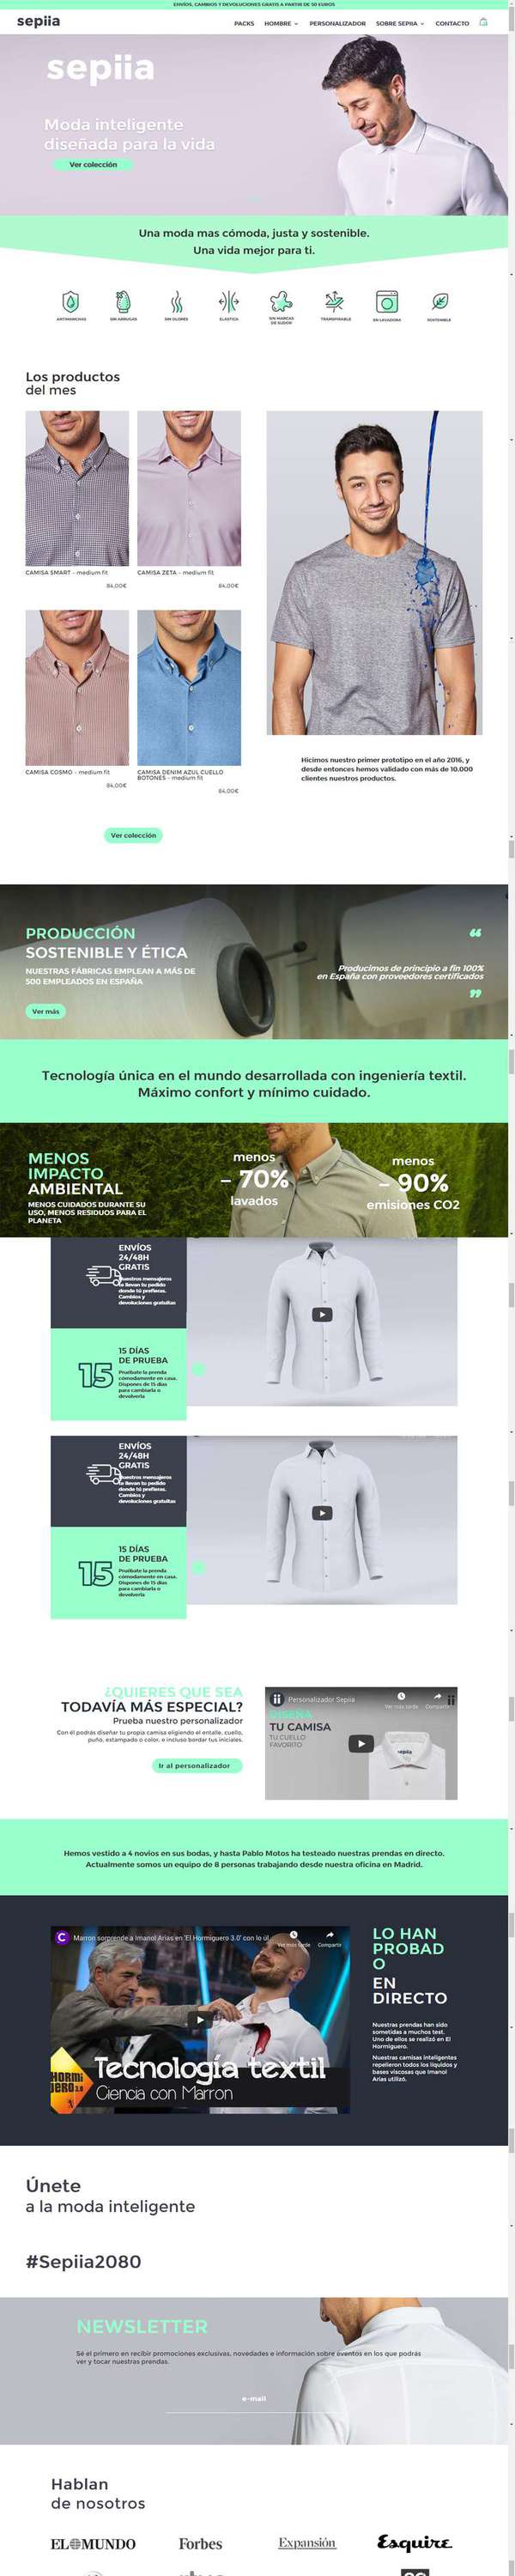 ENVÍOS, CAMBIOS Y DEVOLUCIONES GRATIS A PARTIR DE 50 EUROS
sepiia
PACKS HOMBRE PERSONALIZADOR SOBRE SEPIIA CONTACTO
sepiia
Moda inteligente
diseñada para la vida
Ver colección
Una moda mas cómoda, justa y sostenible.
Una vida mejor para ti.
ANTIMANCHAS
SIN ARRUGAS
SIN OLORES
ELÁSTICA
SIN MARCAS
DE SUDOR
TRANSPIRABLE
EN LAVADORA
SOSTENIBLE
Los productos
del mes
CAMISA SMART - medium fit
84,00€
CAMISA ZETA - medium fit
84,00€
CAMISA COSMO - medium fit
94,00€
CAMISA DENIM AZUL CUELLO
BOTONES - medium fit
84,00€
Hicimos nuestro primer prototipo en el año 2016, y
desde entonces hemos validado con más de 10.000
clientes nuestros productos.
Ver colección
PRODUCCIÓN
SOSTENIBLE Y ÉTICA
NUESTRAS FÁBRICAS EMPLEAN A MÁS DE
500 EMPLEADOS EN ESPAÑA
Ver más
“
Producimos de principio a fin 100%
en España con proveedores certificados
”
Tecnología única en el mundo desarrollada con ingeniería textil.
Máximo confort y mínimo cuidado.
MENOS
IMPACTO
AMBIENTAL
MENOS CUIDADOS DURANTE SU
USO, MENOS RESIDUOS PARA EL
PLANETA
menos
- 70%
lavados
menos
- 90%
emisiones CO2
ENVÍOS
24/48H
GRATIS
Nuestros mensajeros
te llevan tu pedido
donde tú prefieras.
Cambios y
devoluciones gratuitas
15
15 DÍAS
DE PRUEBA
Pruébate la prenda
cómodamente en casa.
Dispones de 15 días
para cambiarla o
devolverla
ENVÍOS
24/48H
GRATIS
Nuestros mensajeros
te llevan tu pedido
donde tú prefieras.
Cambios y
devoluciones gratuitas
15
15 DÍAS
DE PRUEBA
Pruébate la prenda
cómodamente en casa.
Dispones de 15 días
para cambiarla o
devolverla
¿QUIERES QUE SEA
TODAVÍA MÁS ESPECIAL?
Prueba nuestro personalizador
Con él podrás diseñar tu propia camisa eligiendo el entalle, cuello,
puño, estampado o color, e incluso bordar tus iniciales.
Ir al personalizador
Personalizador Sepiia
Ver más tarde Compartir
DISEÑA
TU CAMISA
TU CUELLO
FAVORITO
sepiia
Hemos vestido a 4 novios en sus bodas, y hasta Pablo Motos ha testeado nuestras prendas en directo.
Actualmente somos un equipo de 8 personas trabajando desde nuestra oficina en Madrid.
Marron sorprende a Imanol Arias en 'El Hormiguero 3.0' con lo úl...
Ver más tarde Compartir
HORMI
GUERO 3.0
Tecnología textil
Ciencia con Marron
LO HAN
PROBAD
O
EN
DIRECTO
Nuestras prendas han sido
sometidas a muchos test.
Uno de ellos se realizó en El
Hormiguero.
Nuestras camisas inteligentes
repelieron todos los líquidos y
bases viscosas que Imanol
Arias utilizó.
Únete
a la moda inteligente
#Sepiia2080
NEWSLETTER
Sé el primero en recibir promociones exclusivas, novedades e información sobre eventos en los que podrás
ver y tocar nuestras prendas.
e-mail
Hablan
de nosotros
EL MUNDO
Forbes
Expansión
Esquire